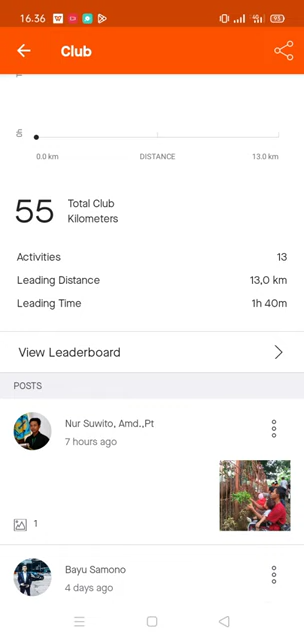 16.36
93
Club
0.0 km
DISTANCE
13.0 km
55
Total Club
Kilometers
Activities
13
Leading Distance
13,0 km
Leading Time
1h 40m
View Leaderboard
POSTS
Nur Suwito, Amd.,Pt
7 hours ago
1
Bayu Samono
4 days ago